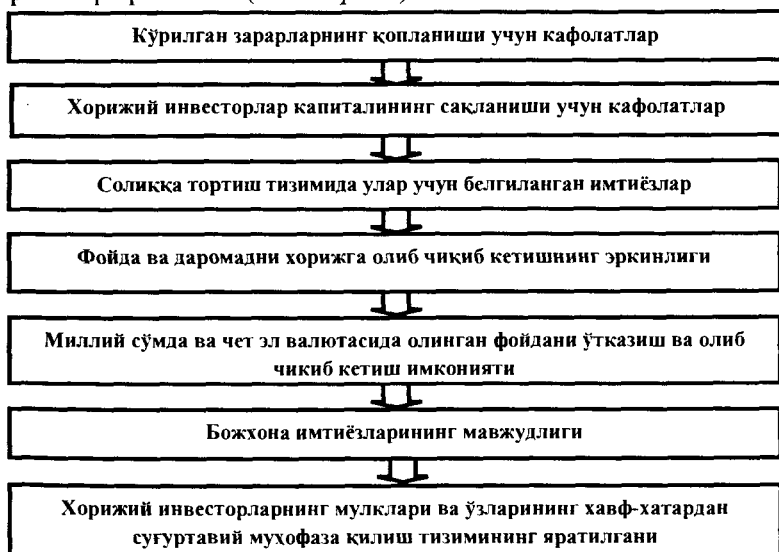 Кўрилган зарарларнинг қопланиши учун кафолатлар
Хорижий инвесторлар капиталининг сақланиши учун кафолатлар
Солиққа тортиш тизимида улар учун белгиланган имтиёзлар
Фойда ва даромадни хорижга олиб чиқиб кетишнинг эркинлиги
Миллий сўмда ва чет эл валютасида олинган фойдани ўтказиш ва олиб
чикиб кетиш имконияти
Божхона имтиёзларининг мавжудлиги
Хорижий инвесторларнинг мулклари ва ўзларининг хавф-хатардан
суғуртавий муҳофаза қилиш тизимининг яратилгани